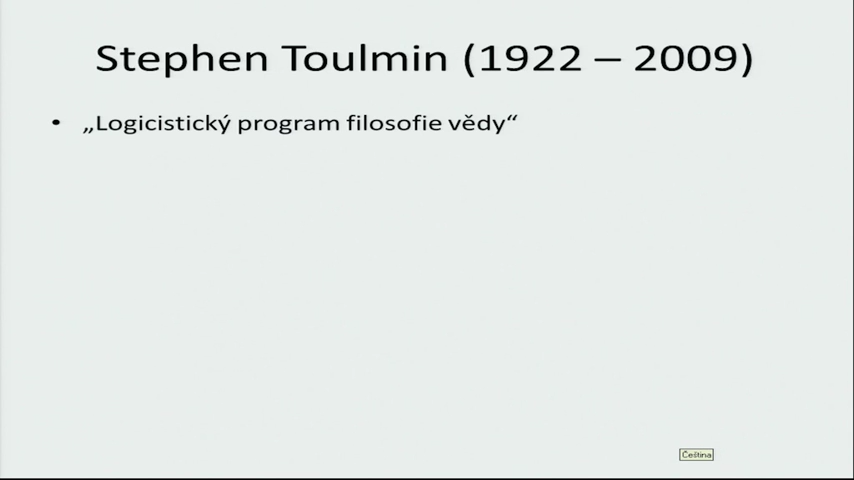 Stephen Toulmin (1922 – 2009)
• „Logicistický program filosofie vědy“
Čeština